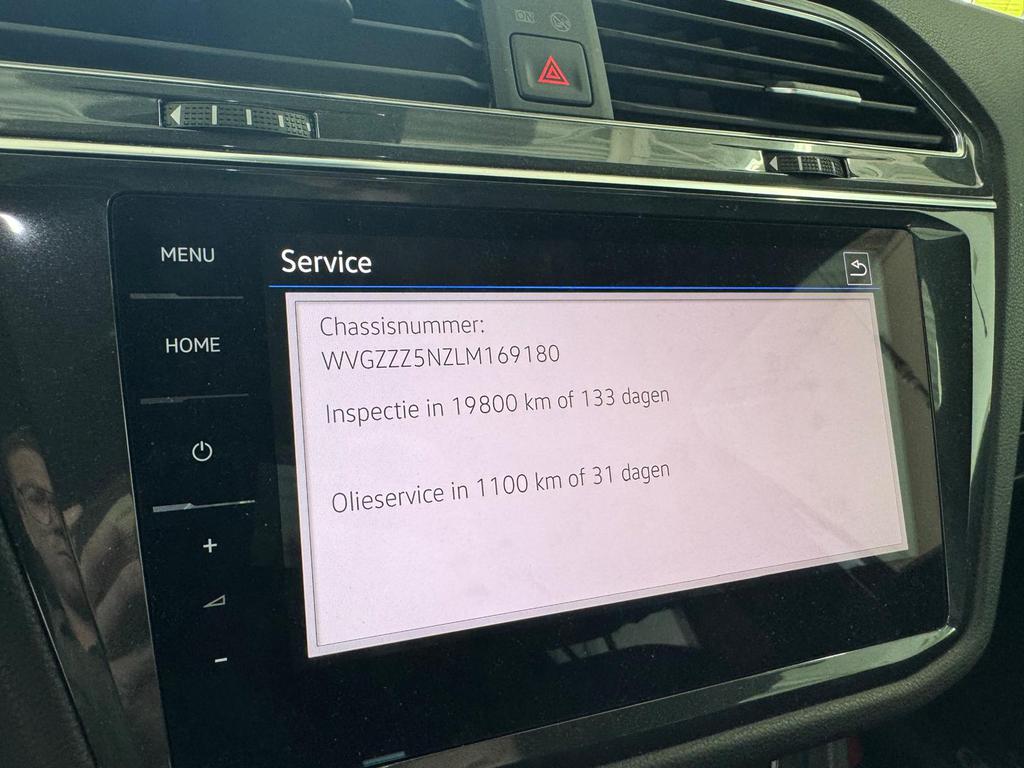 MENU
Service
HOME
Chassisnummer:
WVGZZZ5NZLM169180
Inspectie in 19800 km of 133 dagen
Olieservice in 1100 km of 31 dagen
+
−